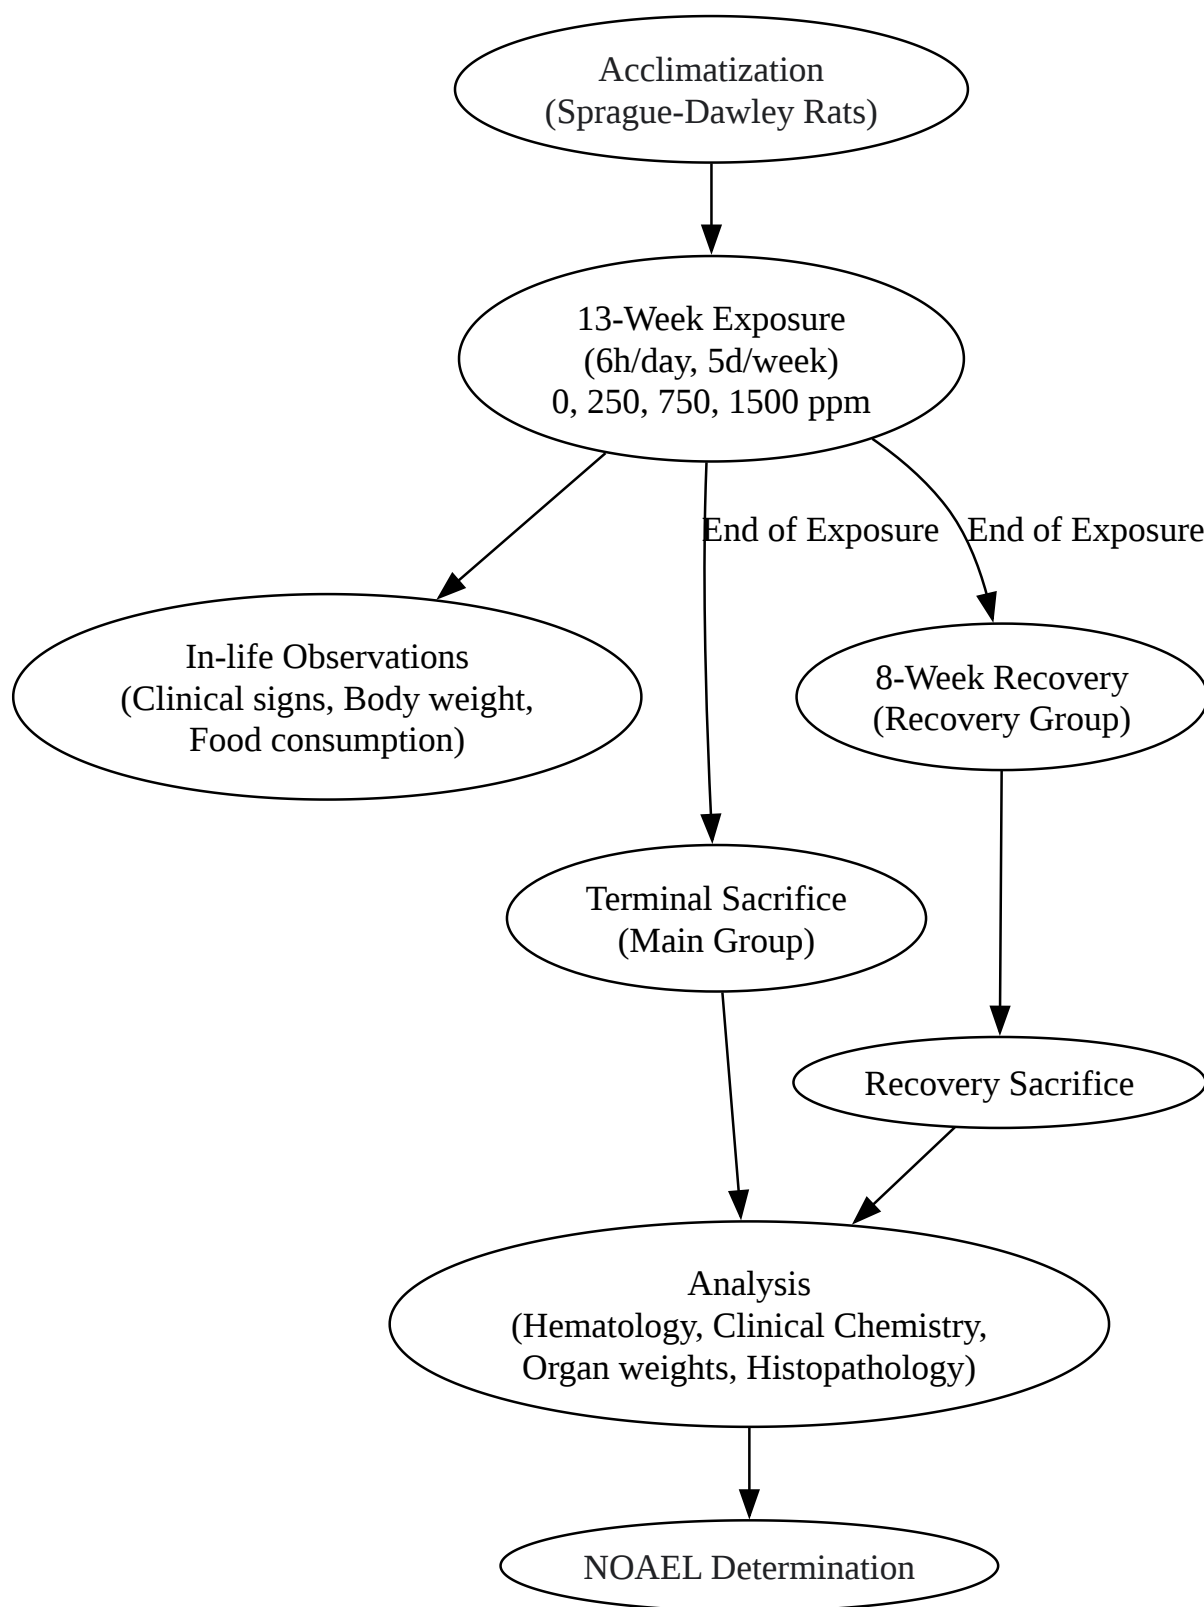 Acclimatization
(Sprague-Dawley Rats)
13-Week Exposure
(6h/day, 5d/week)
0, 250, 750, 1500 ppm
End of Exposure
End of Exposure
In-life Observations
(Clinical signs, Body weight,
Food consumption)
8-Week Recovery
(Recovery Group)
Terminal Sacrifice
(Main Group)
Recovery Sacrifice
Analysis
(Hematology, Clinical Chemistry,
Organ weights, Histopathology)
NOAEL Determination